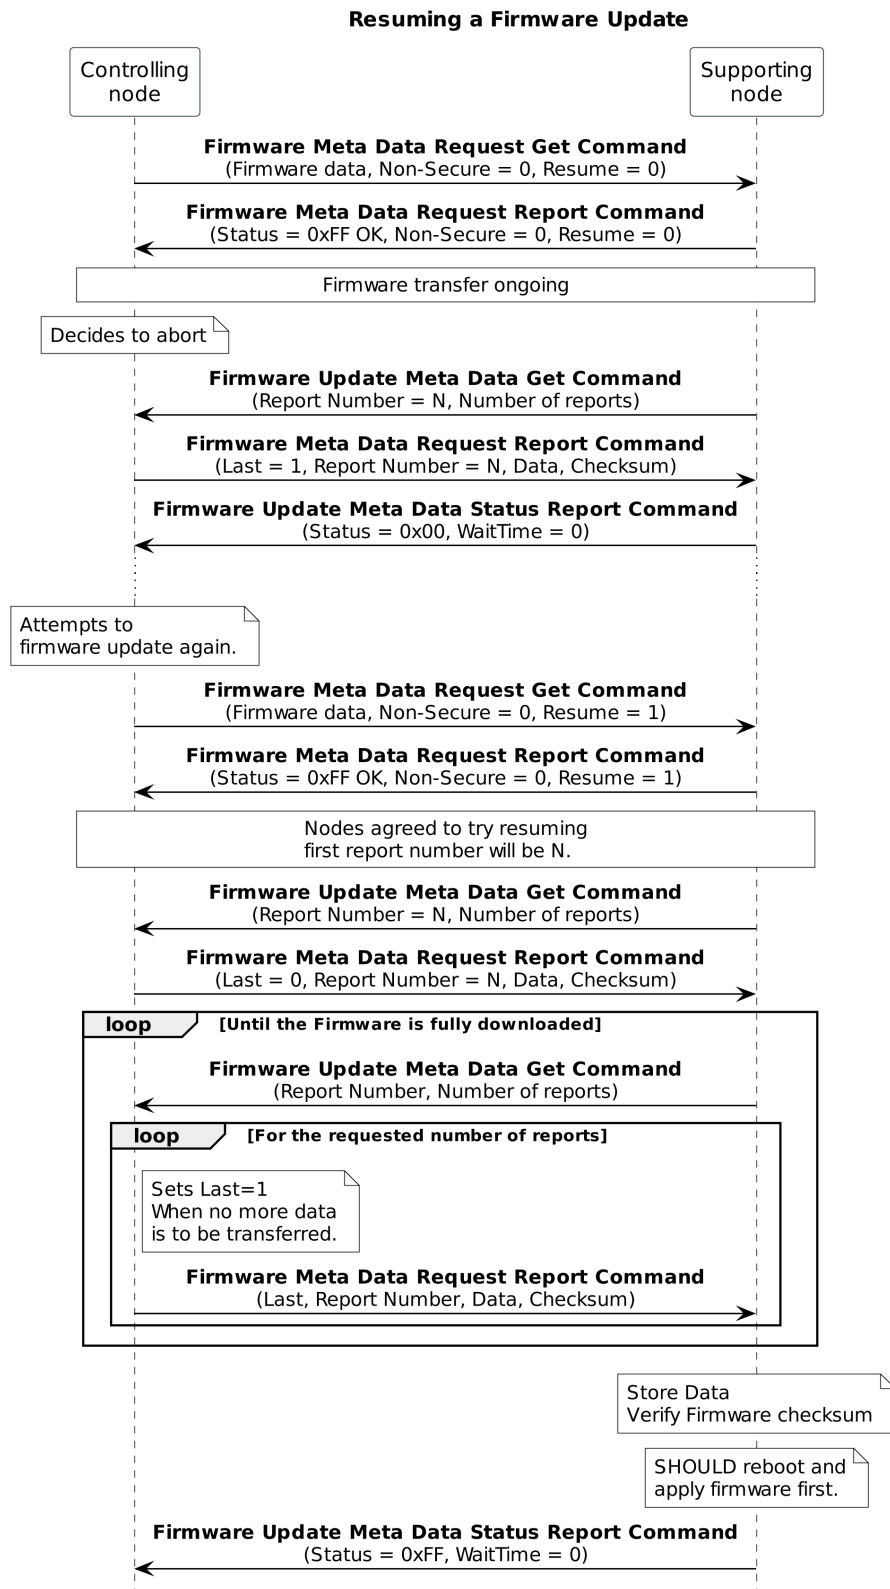 Resuming a Firmware Update
Controlling
node
Supporting
node
Firmware Meta Data Request Get Command
(Firmware data, Non-Secure = 0, Resume = 0)
Firmware Meta Data Request Report Command
(Status = 0xFF OK, Non-Secure = 0, Resume = 0)
Firmware transfer ongoing
Decides to abort
Firmware Update Meta Data Get Command
(Report Number = N, Number of reports)
Firmware Meta Data Request Report Command
(Last = 1, Report Number = N, Data, Checksum)
Firmware Update Meta Data Status Report Command
(Status = 0x00, WaitTime = 0)
Attempts to
firmware update again.
Firmware Meta Data Request Get Command
(Firmware data, Non-Secure = 0, Resume = 1)
Firmware Meta Data Request Report Command
(Status = 0xFF OK, Non-Secure = 0, Resume = 1)
Nodes agreed to try resuming
first report number will be N.
Firmware Update Meta Data Get Command
(Report Number = N, Number of reports)
Firmware Meta Data Request Report Command
(Last = 0, Report Number = N, Data, Checksum)
loop [Until the Firmware is fully downloaded]
Firmware Update Meta Data Get Command
(Report Number, Number of reports)
loop [For the requested number of reports]
Sets Last=1
When no more data
is to be transferred.
Firmware Meta Data Request Report Command
(Last, Report Number, Data, Checksum)
Store Data
Verify Firmware checksum
SHOULD reboot and
apply firmware first.
Firmware Update Meta Data Status Report Command
(Status = 0xFF, WaitTime = 0)